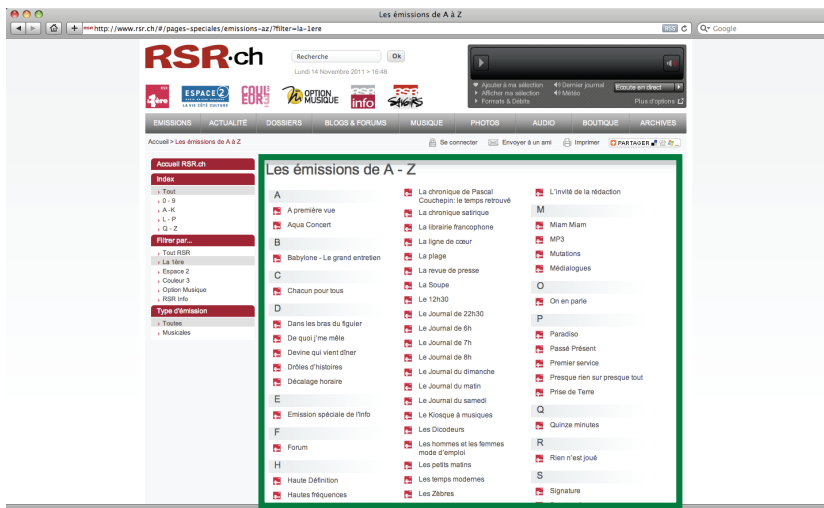 Les émissions de A à Z
http://www.rsr.ch/#/pages-speciales/emissions-az/?filter=la-1ere
RSS
Google
RSR.ch
Recherche
Ok
Lundi 14 Novembre 2011 > 16:48
Ajouter à ma sélection
Afficher ma sélection
Formats & Débits
Dernier journal
Météo
Ecoute en direct
Plus d'options
1ère
ESPACE 2
LA VIE CÔTÉ CULTURE
OPTION
MUSIQUE
RSR
info
EMISSIONS
ACTUALITÉ
DOSSIERS
BLOGS & FORUMS
MUSIQUE
PHOTOS
AUDIO
BOUTIQUE
ARCHIVES
Accueil > Les émissions de A à Z
Se connecter
Envoyer à un ami
Imprimer
PARTAGER
Accueil RSR.ch
Index
Tout
0 - 9
A -K
L - P
Q - Z
Filtrer par...
Tout RSR
La 1ère
Espace 2
Couleur 3
Option Musique
RSR Info
Type d'émission
Toutes
Musicales
Les émissions de A - Z
A
A première vue
Aqua Concert
B
Babylone - Le grand entretien
C
Chacun pour tous
D
Dans les bras du figuier
De quoi j'me mêle
Devine qui vient dîner
Drôles d'histoires
Décalage horaire
E
Emission spéciale de l'Info
F
Forum
H
Haute Définition
Hautes fréquences
La chronique de Pascal
Couchepin: le temps retrouvé
La chronique satirique
La librairie francophone
La ligne de cœur
La plage
La revue de presse
La Soupe
Le 12h30
Le Journal de 22h30
Le Journal de 6h
Le Journal de 7h
Le Journal de 8h
Le Journal du dimanche
Le Journal du matin
Le Journal du samedi
Le Kiosque à musiques
Les Dicodeurs
Les hommes et les femmes
mode d'emploi
Les petits matins
Les temps modernes
Les Zèbres
L'invité de la rédaction
M
Miam Miam
MP3
Mutations
Médialogues
O
On en parle
P
Paradiso
Passé Présent
Premier service
Presque rien sur presque tout
Prise de Terre
Q
Quinze minutes
R
Rien n'est joué
S
Signature